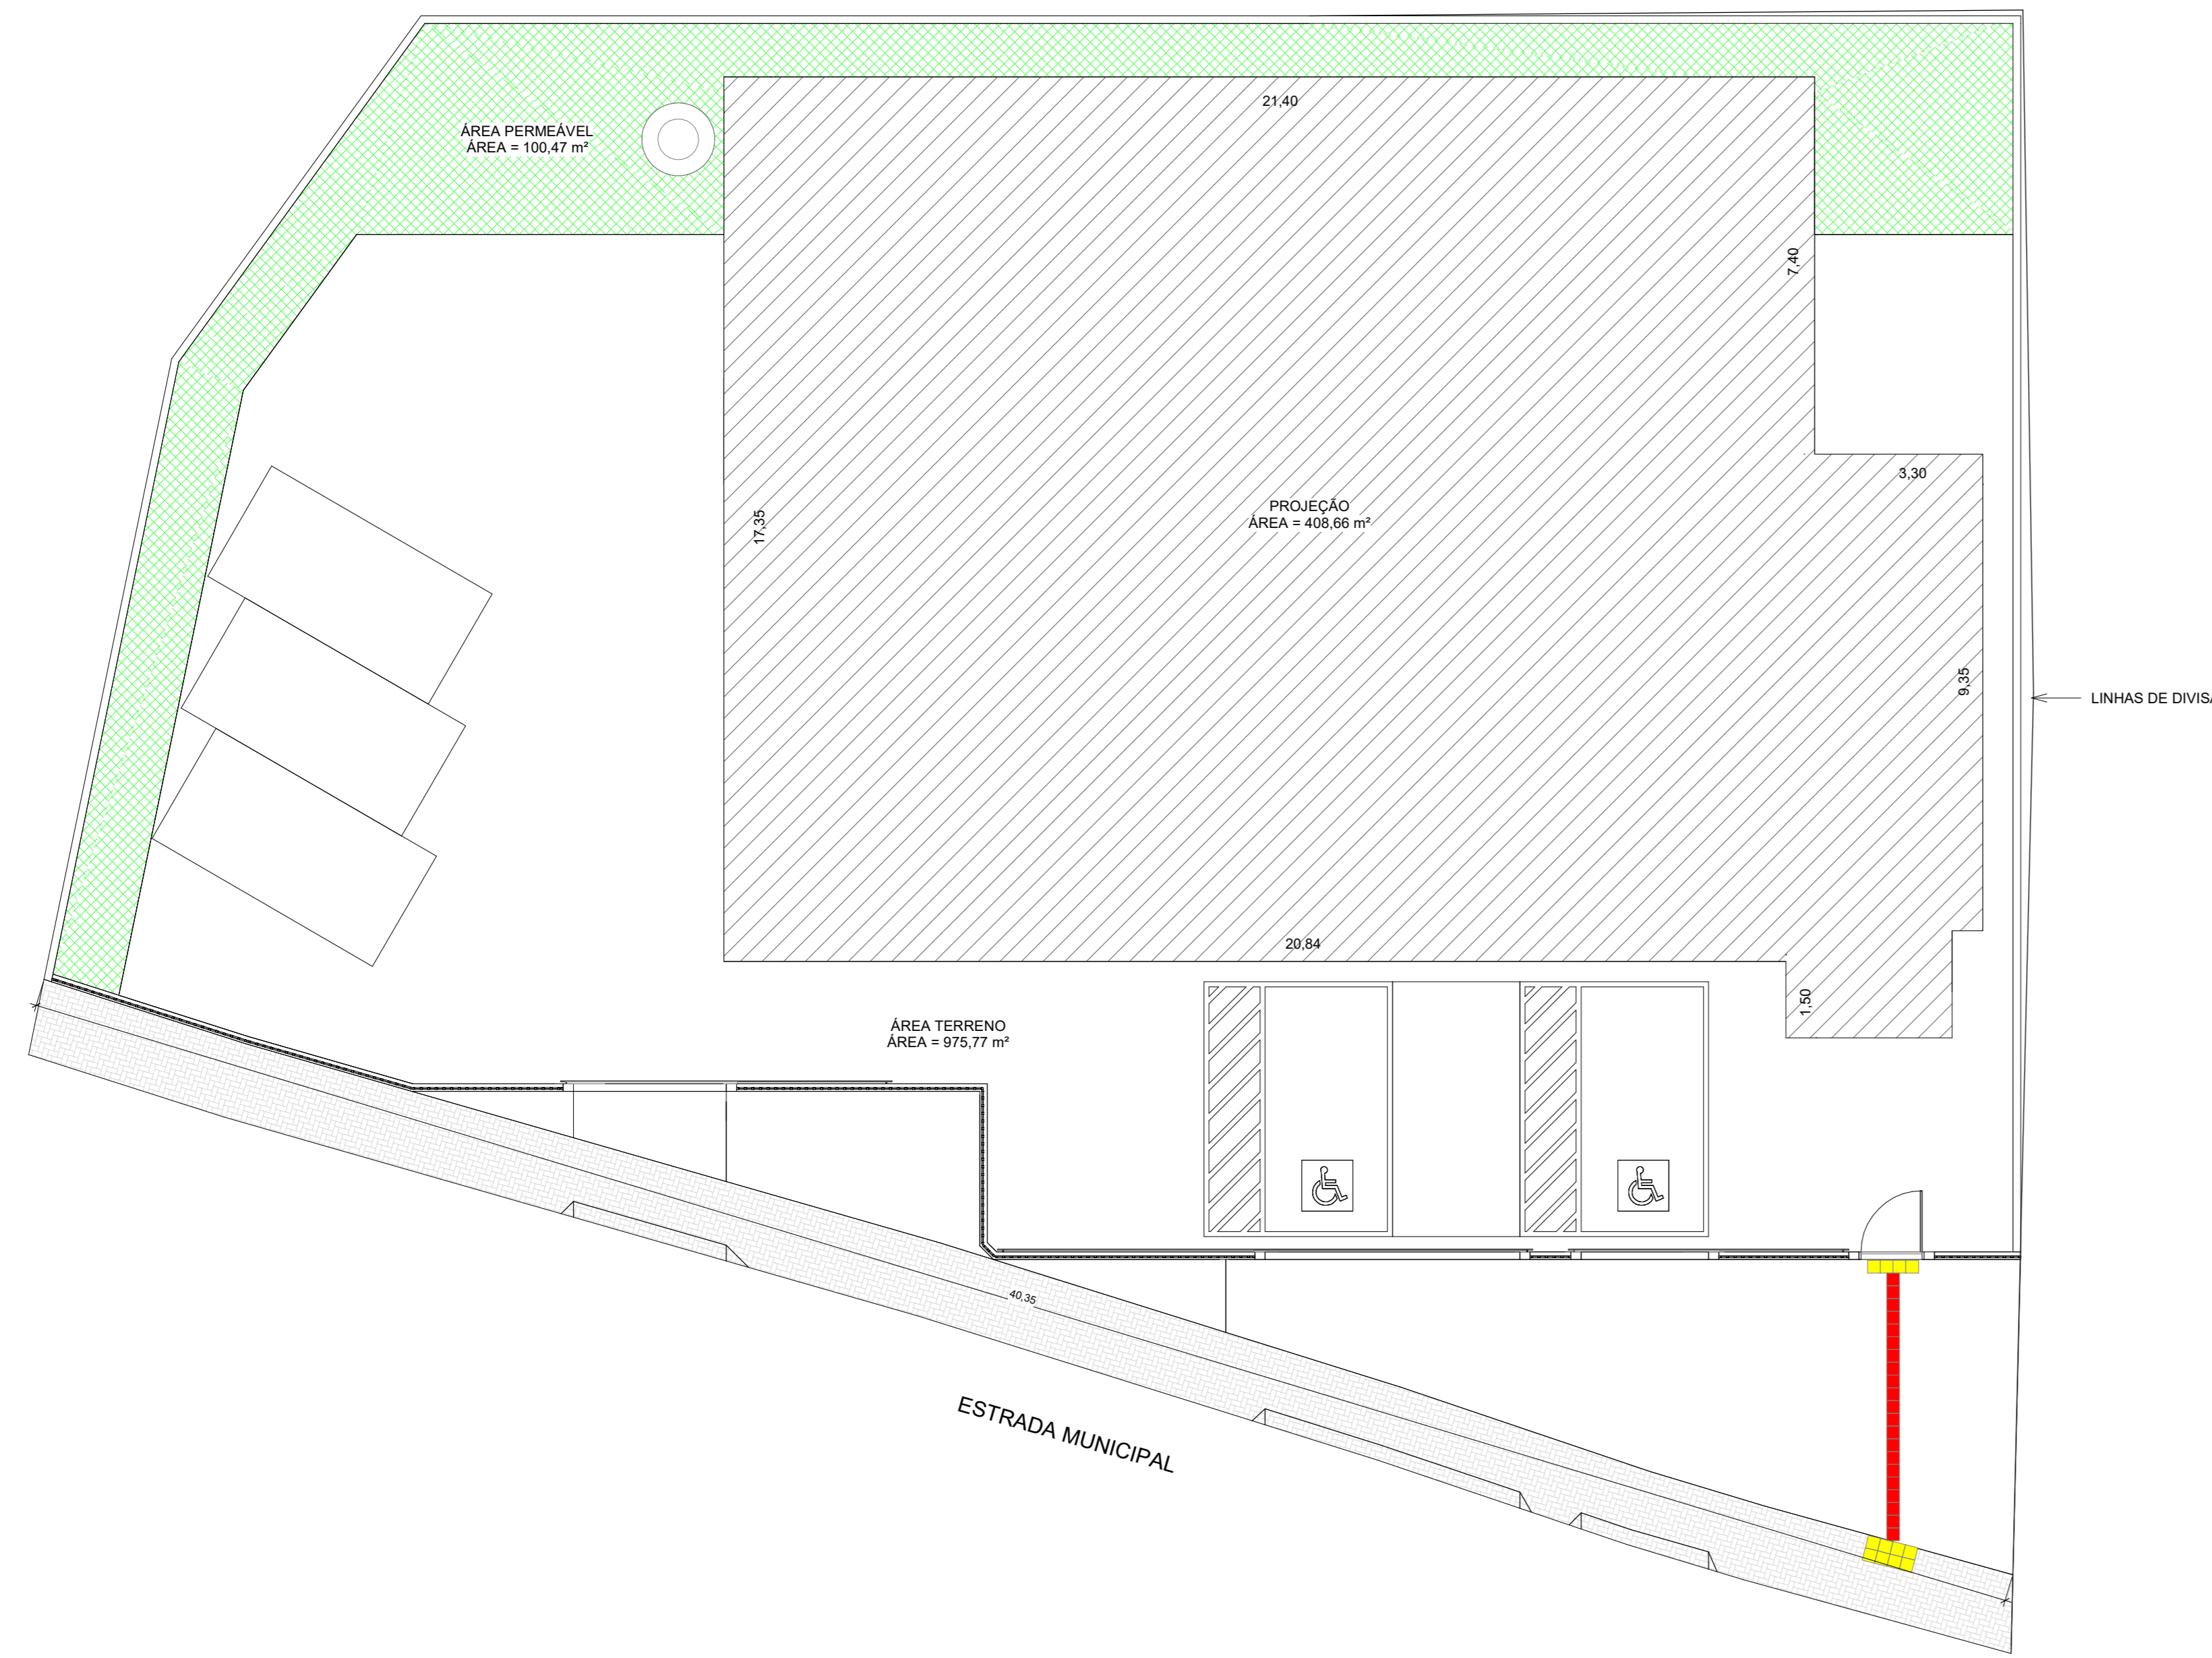 21,40
ÁREA PERMEÁVEL
ÁREA = 100,47 m²
7,40
3,30
PROJEÇÃO
ÁREA = 408,66 m²
17,35
9,35
LINHAS DE DIVISA
20,84
1,50
ÁREA TERRENO
ÁREA = 975,77 m²
40,35
ESTRADA MUNICIPAL